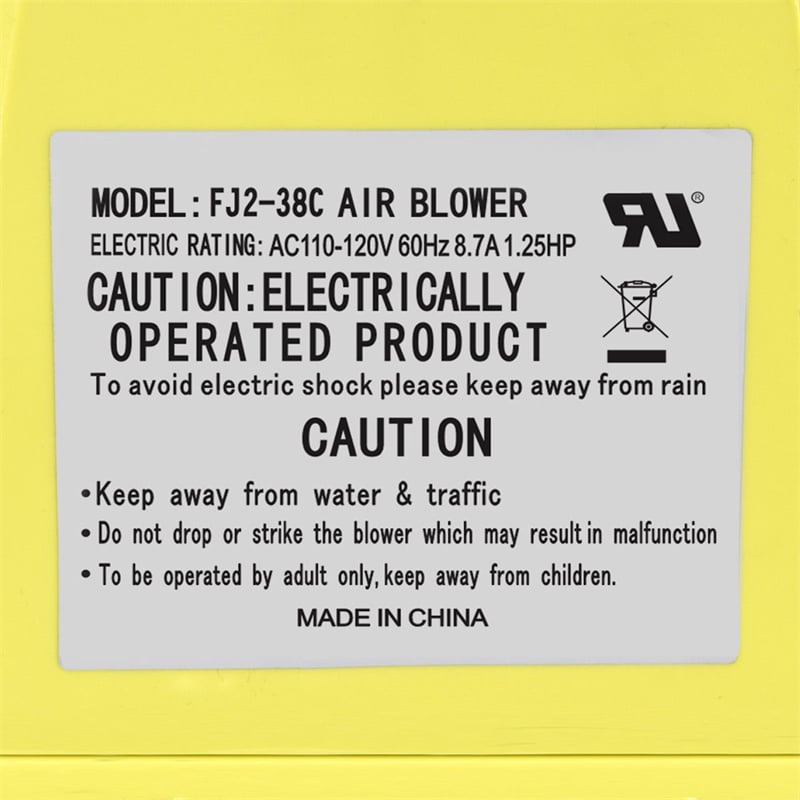 MODEL: FJ2-38C AIR BLOWER
ELECTRIC RATING: AC110-120V 60Hz 8.7A 1.25HP
CAUTION:ELECTRICALLY
OPERATED PRODUCT
To avoid electric shock please keep away from rain
CAUTION
•Keep away from water & traffic
•Do not drop or strike the blower which may result in malfunction
•To be operated by adult only,keep away from children.
MADE IN CHINA